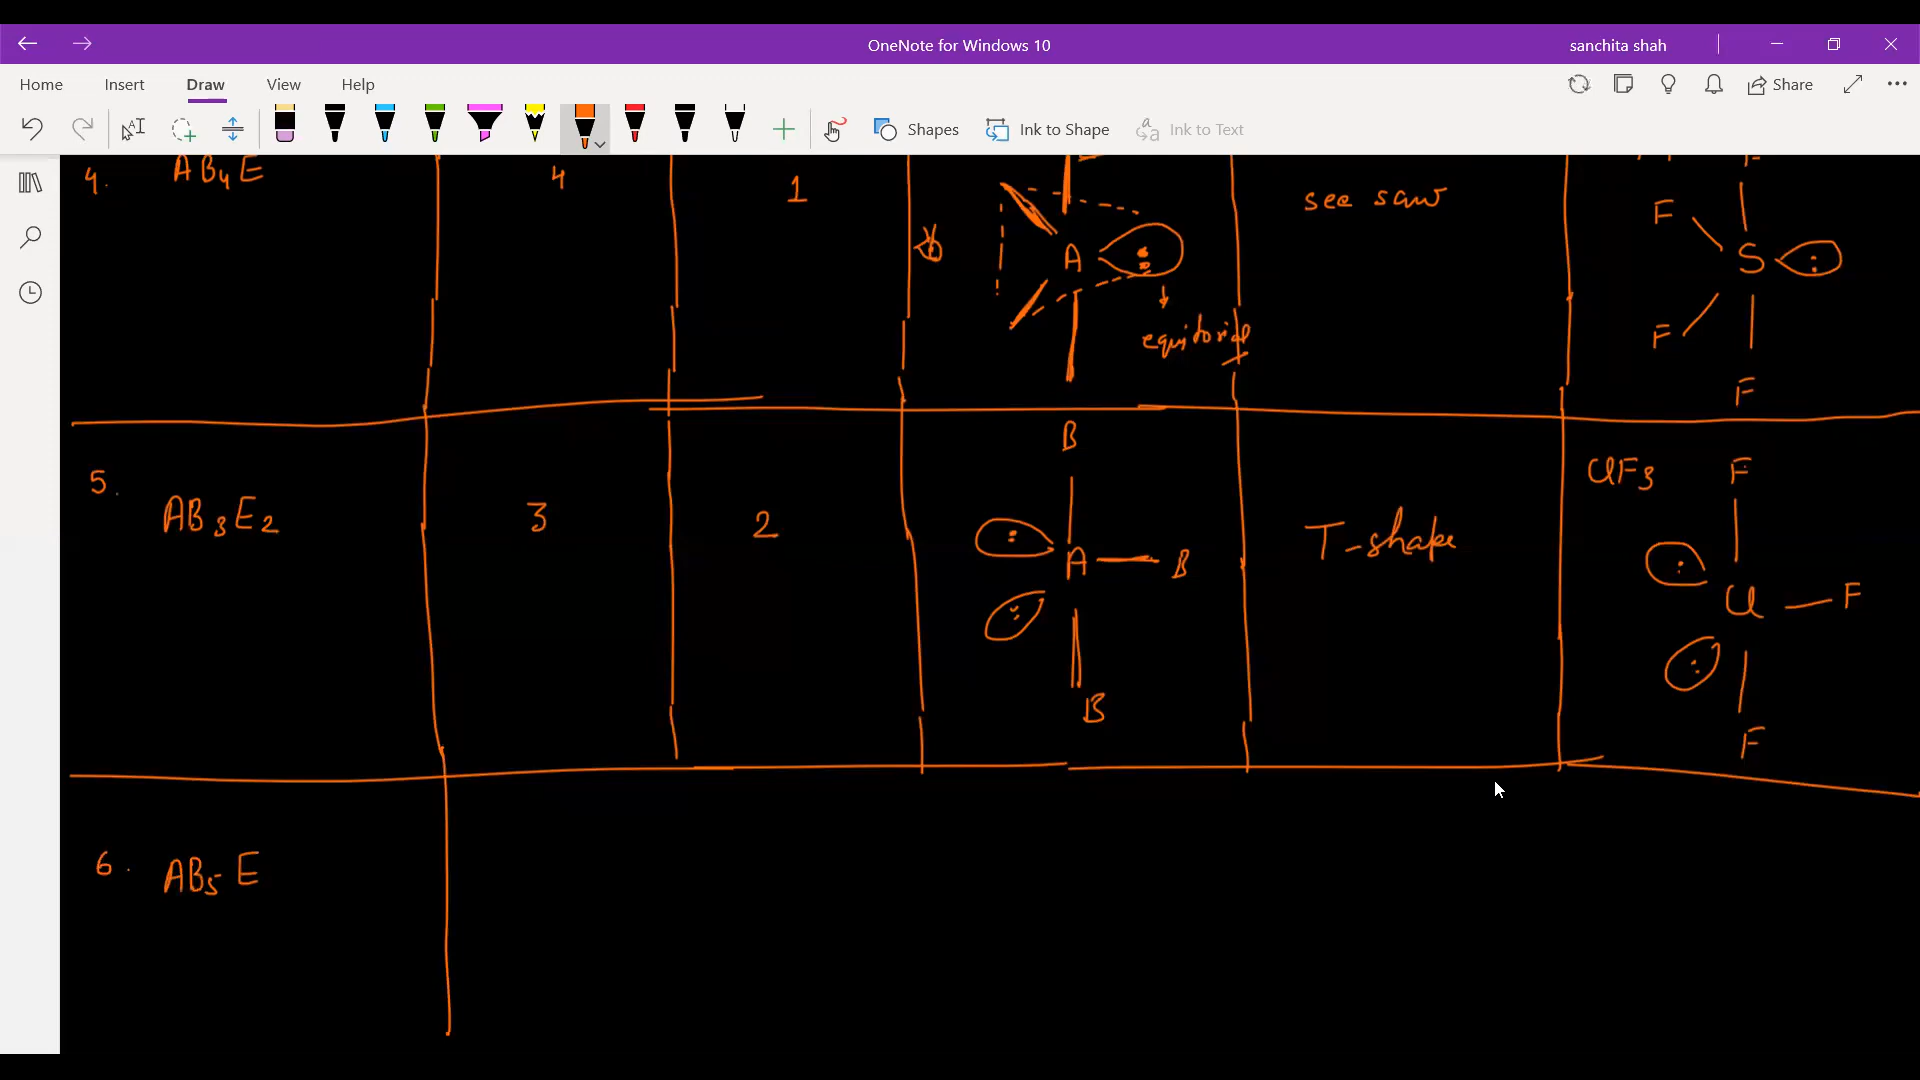 OneNote for Windows 10
sanchita shah
Home Insert Draw View Help
Share
Shapes Ink to Shape Ink to Text
4. AB4E 4 1 see saw
F
A
F
S
equitorial
F
F
B
5. AB3E2 3 2 T-shape ClF3 F
A B
Cl F
B
F
6. AB5E